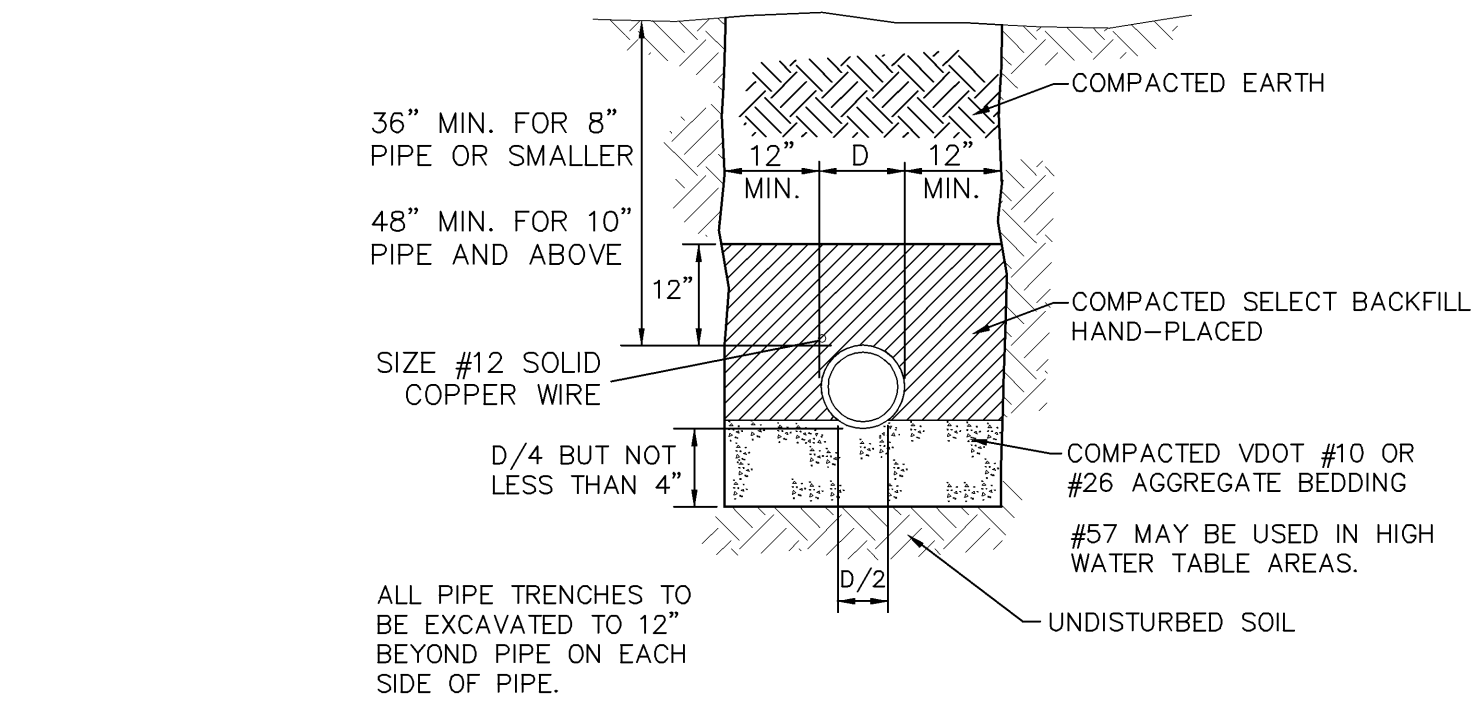 COMPACTED EARTH
36” MIN. FOR 8”
PIPE OR SMALLER
48” MIN. FOR 10”
PIPE AND ABOVE
12”
MIN.
D
12”
MIN.
12”
COMPACTED SELECT BACKFILL
HAND-PLACED
SIZE #12 SOLID
COPPER WIRE
D/4 BUT NOT
LESS THAN 4”
COMPACTED VDOT #10 OR
#26 AGGREGATE BEDDING
#57 MAY BE USED IN HIGH
WATER TABLE AREAS.
D/2
UNDISTURBED SOIL
ALL PIPE TRENCHES TO
BE EXCAVATED TO 12”
BEYOND PIPE ON EACH
SIDE OF PIPE.